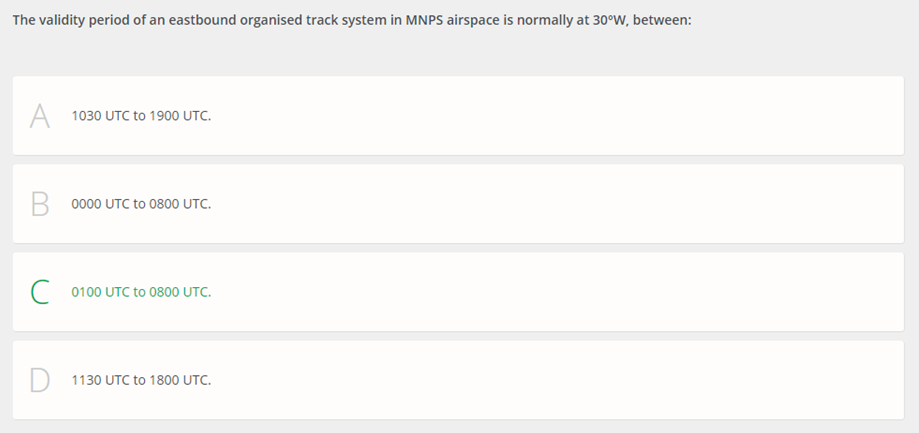 The validity period of an eastbound organised track system in MNPS airspace is normally at 30ºW, between:
A 1030 UTC to 1900 UTC.
B 0000 UTC to 0800 UTC.
C 0100 UTC to 0800 UTC.
D 1130 UTC to 1800 UTC.